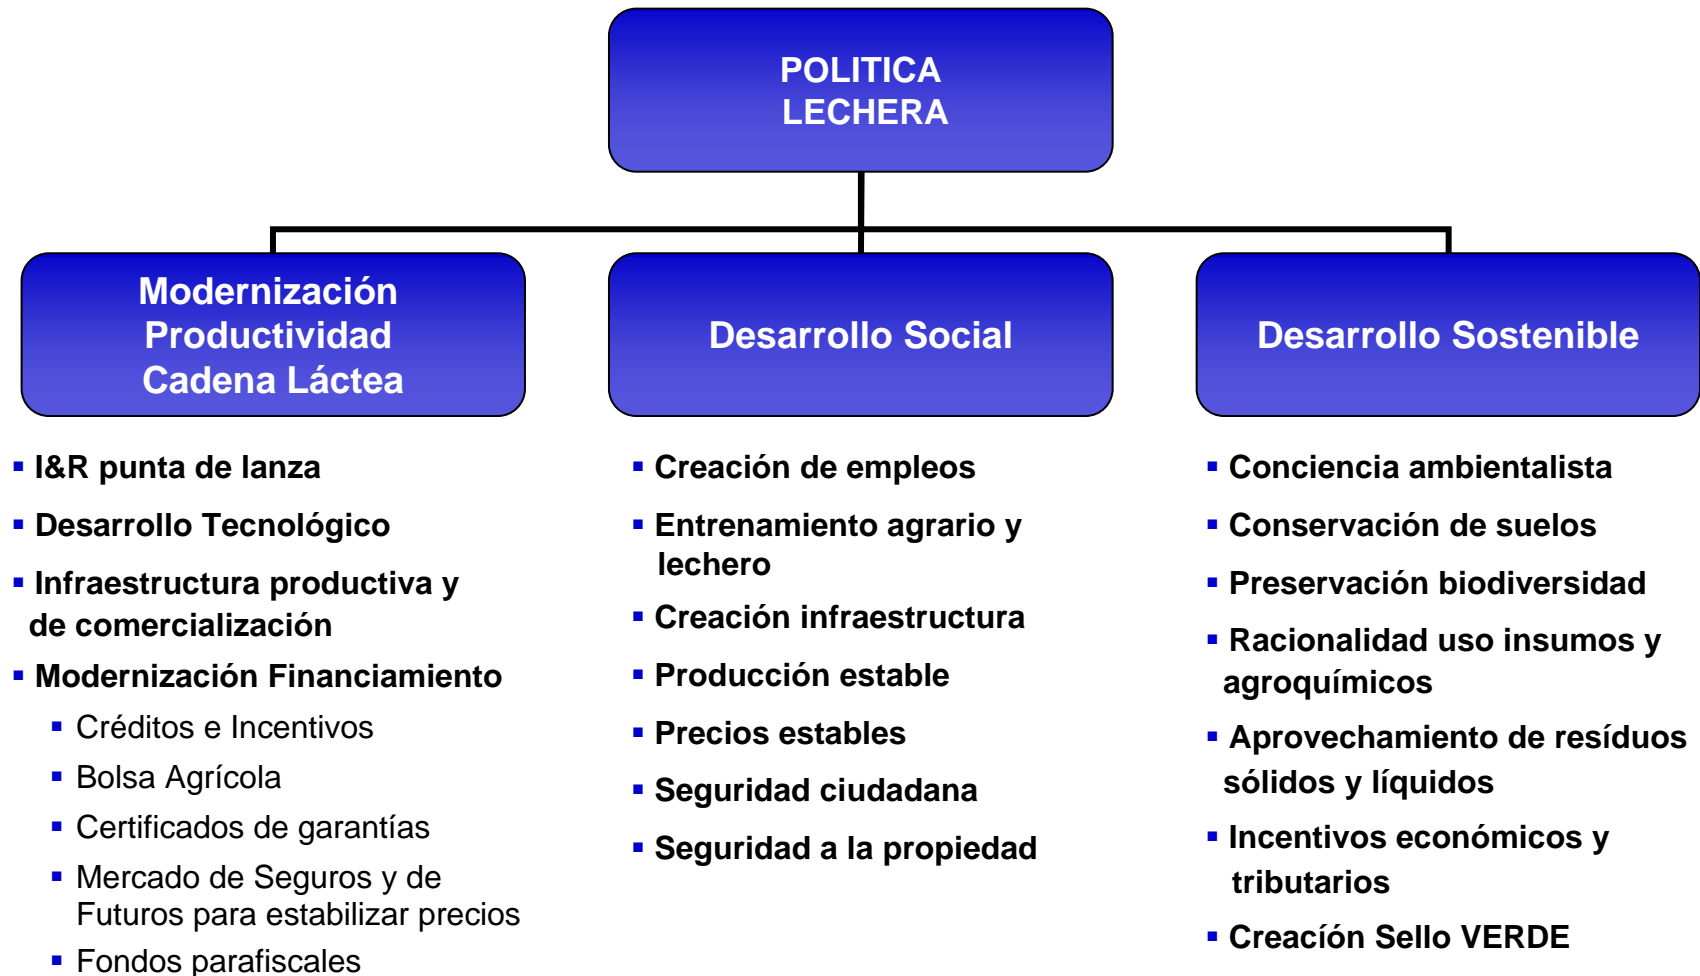 POLITICA
LECHERA
Modernización
Productividad
Cadena Láctea
▪ I&R punta de lanza
▪ Desarrollo Tecnológico
▪ Infraestructura productiva y
de comercialización
▪ Modernización Financiamiento
▪ Créditos e Incentivos
▪ Bolsa Agrícola
▪ Certificados de garantías
▪ Mercado de Seguros y de
Futuros para estabilizar precios
▪ Fondos parafiscales
Desarrollo Social
▪ Creación de empleos
▪ Entrenamiento agrario y
lechero
▪ Creación infraestructura
▪ Producción estable
▪ Precios estables
▪ Seguridad ciudadana
▪ Seguridad a la propiedad
Desarrollo Sostenible
▪ Conciencia ambientalista
▪ Conservación de suelos
▪ Preservación biodiversidad
▪ Racionalidad uso insumos y
agroquímicos
▪ Aprovechamiento de resíduos
sólidos y líquidos
▪ Incentivos económicos y
tributarios
▪ Creacíón Sello VERDE